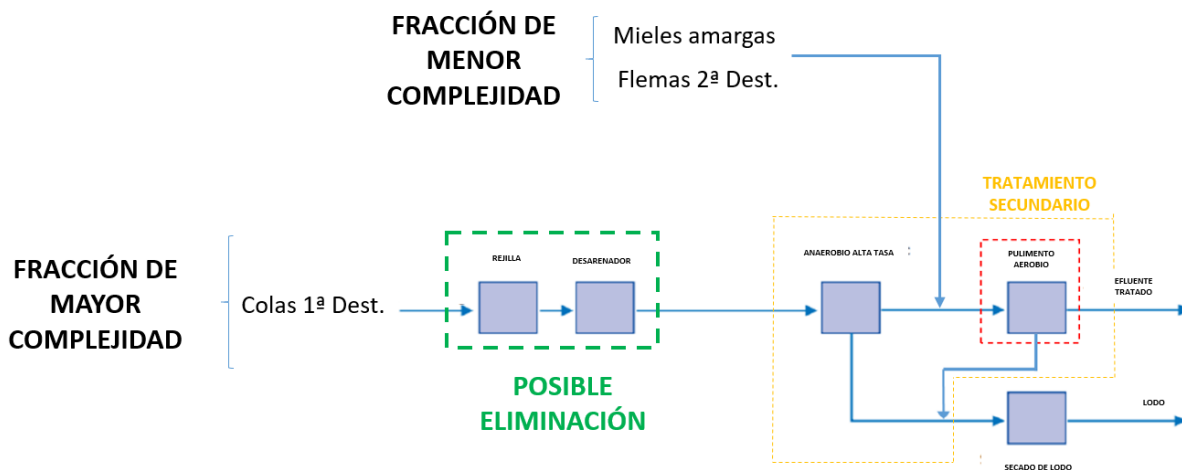 FRACCIÓN DE
MENOR
COMPLEJIDAD
Mieles amargas
Flemas 2ª Dest.
TRATAMIENTO
SECUNDARIO
FRACCIÓN DE
MAYOR
COMPLEJIDAD
Colas 1ª Dest.
REJILLA
DESARENADOR
ANAEROBIO ALTA TASA :
PULIMENTO
AEROBIO
EFLUENTE
TRATADO
POSIBLE
ELIMINACIÓN
LODO
SECADO DE LODO